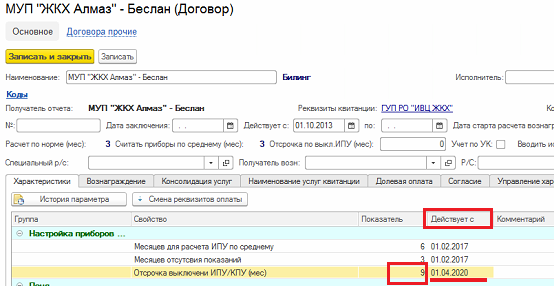 МУП "ЖКХ Алмаз" - Беслан (Договор)
Основное Договора прочие
Записать и закрыть Записать
Наименование: МУП "ЖКХ Алмаз" - Беслан Билинг Исполнитель:
Коды
Получатель отчета: МУП "ЖКХ Алмаз" - Беслан Реквизиты квитанции: ГУП РО "ИВЦ ЖКХ"
№: Дата заключения: . . Действует с: 01.10.2013 по: . . Дата старта расчета вознагр
Расчет по норме (мес): 3 Считать приборы по среднему (мес): 3 Отсрочка по выкл.ИПУ (мес): 0 Учет по УК: Вводить ис
Специальный р/с: Получатель возн: Р/С:
Характеристики Вознаграждение Консолидация услуг Наименование услуг квитанции Долевая оплата Согласие Управление хар
История параметра Смена реквизитов оплаты
Группа Свойство Показатель Действует с Комментарий
Настройка приборов ...
Месяцев для расчета ИПУ по среднему 6 01.02.2017
Месяцев отсутсвия показаний 3 01.02.2017
Отсрочка выключени ИПУ/КПУ (мес) 9 01.04.2020